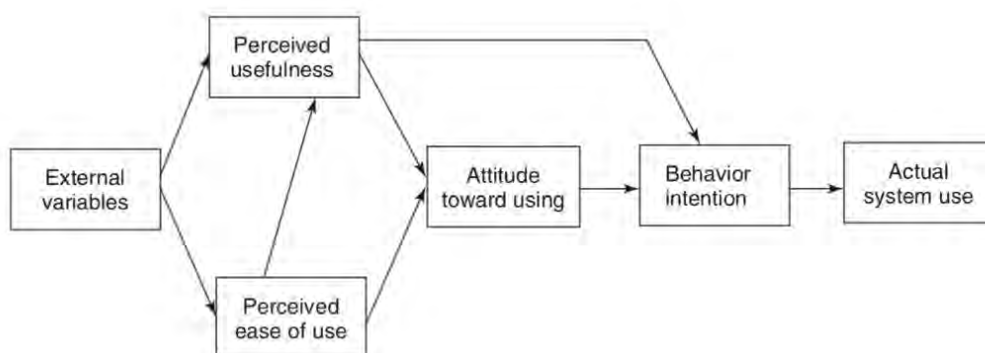 Perceived
usefulness
External
variables
Attitude
toward using
Behavior
intention
Actual
system use
Perceived
ease of use